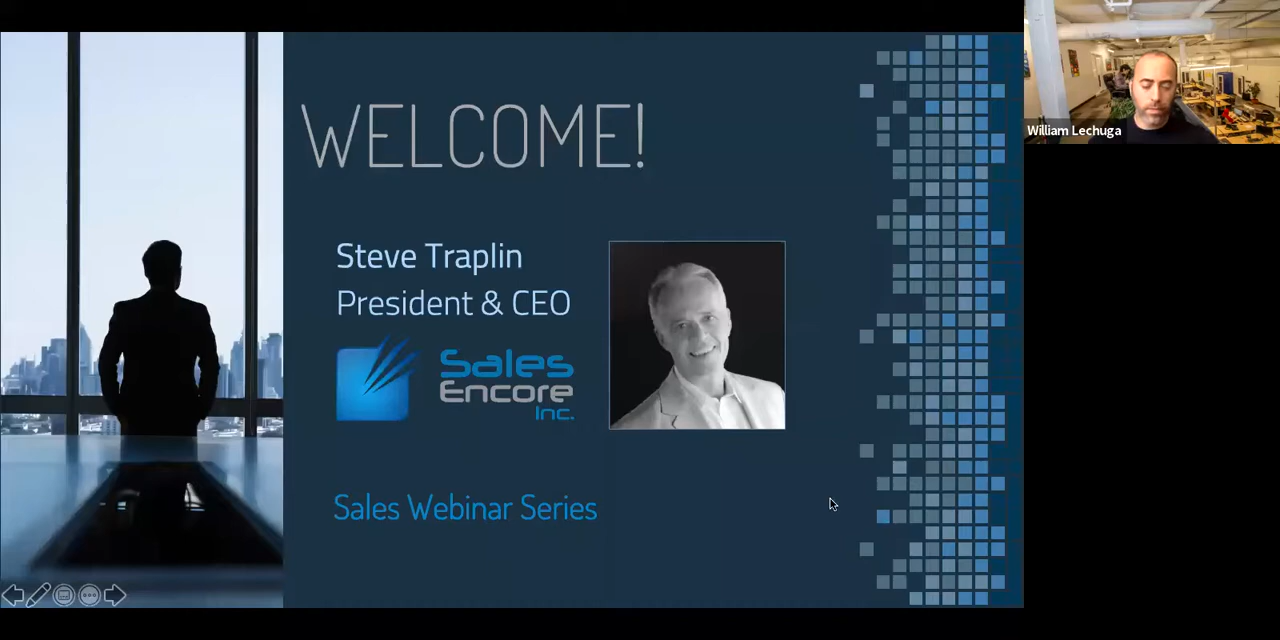 WELCOME!
Steve Traplin
President & CEO
Sales
Encore
Inc.
Sales Webinar Series
William Lechuga